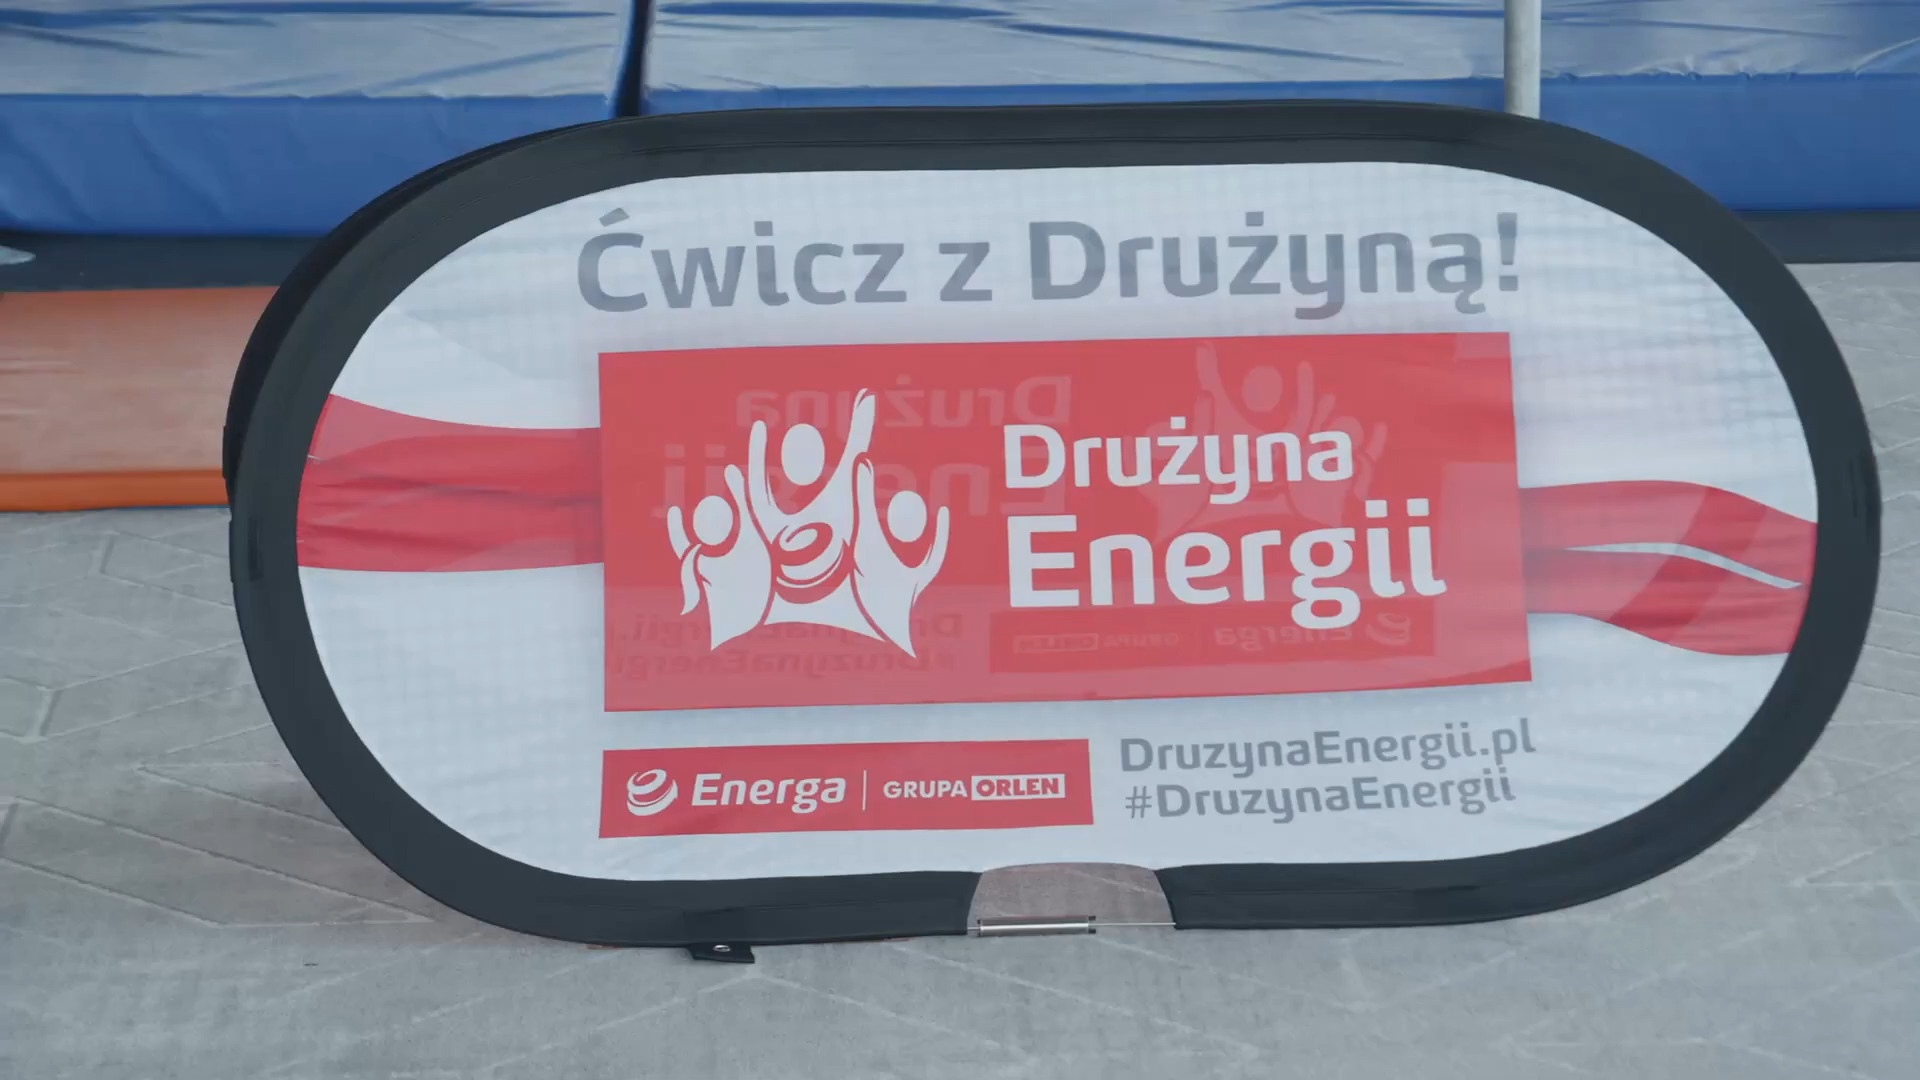 Ćwicz z Drużyną!
Drużyna
Energii
Energa | GRUPA ORLEN
DruzynaEnergii.pl
#DruzynaEnergii